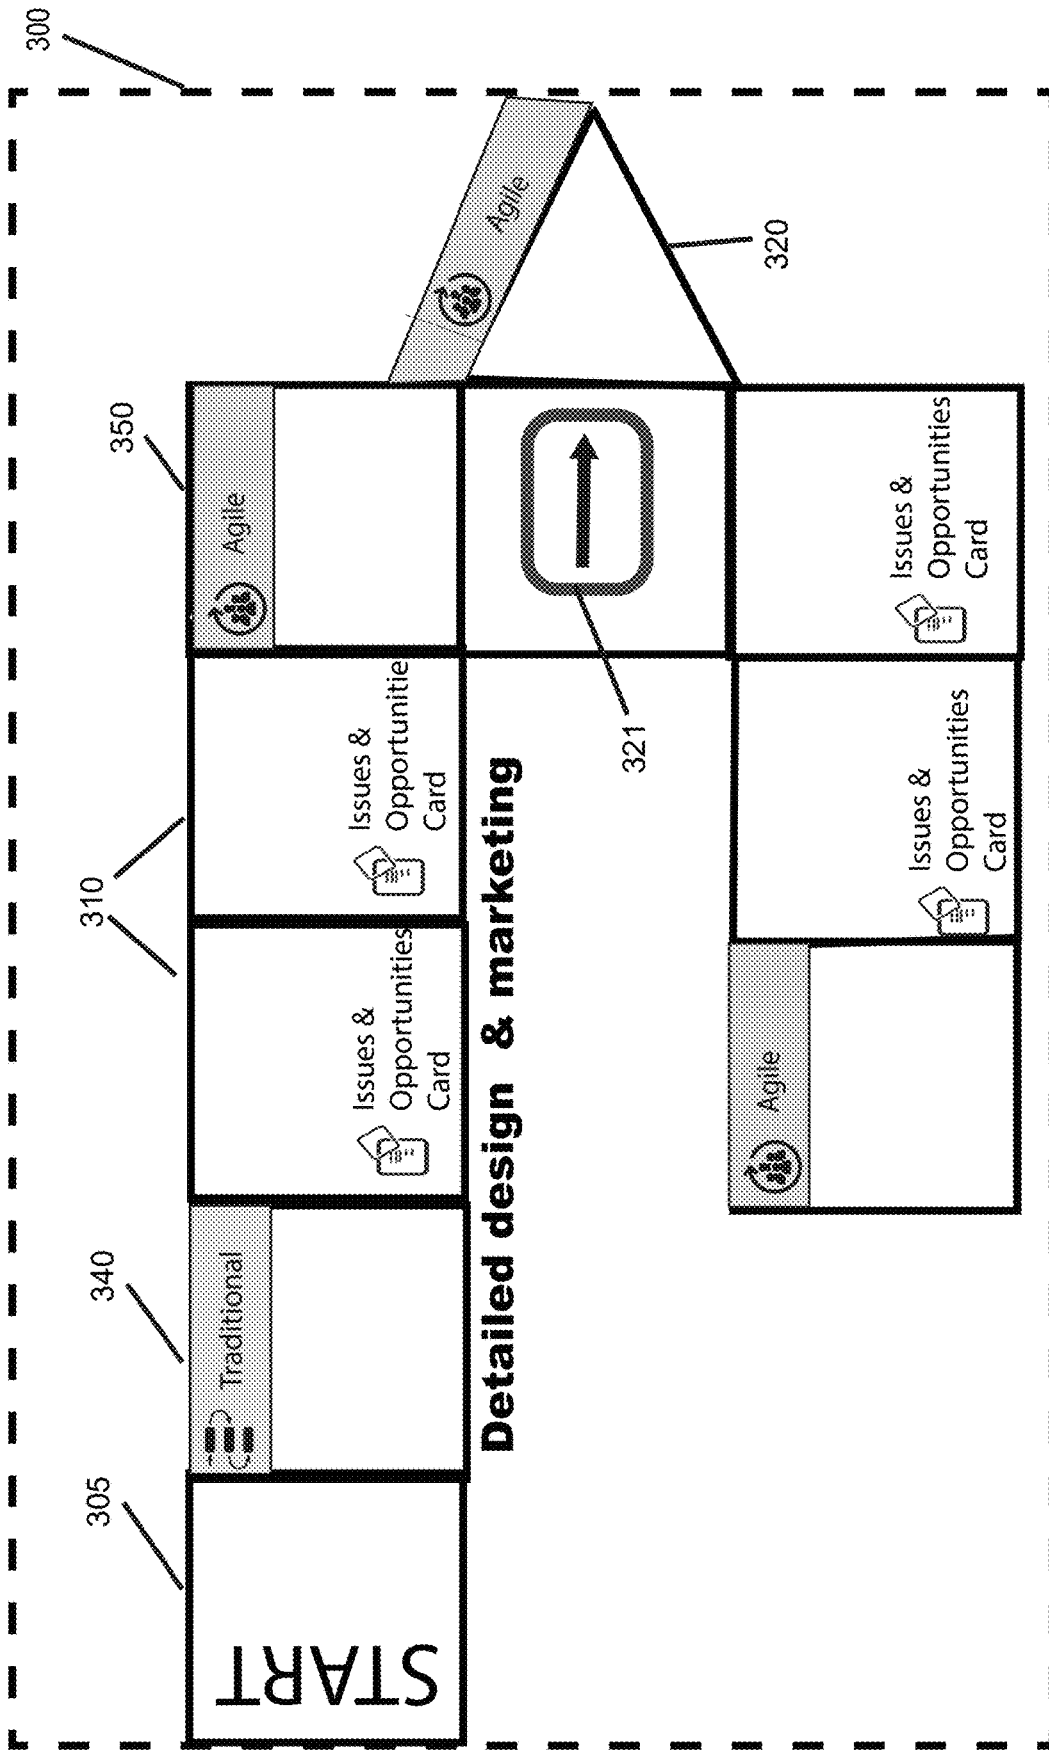 300
350
310
340
305
START
Traditional
Issues &
Opportunities
Card
Issues &
Opportunitie
Card
Agile
Agile
320
321
Detailed design & marketing
Agile
Issues &
Opportunities
Card
Issues &
Opportunities
Card